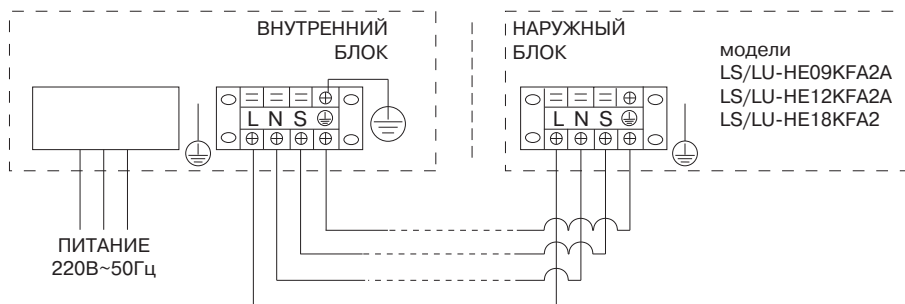 ВНУТРЕННИЙ
БЛОК
НАРУЖНЫЙ
БЛОК
модели
LS/LU-HE09KFA2A
LS/LU-HE12KFA2A
LS/LU-HE18KFA2
L N S
L N S
ПИТАНИЕ
220В~50Гц